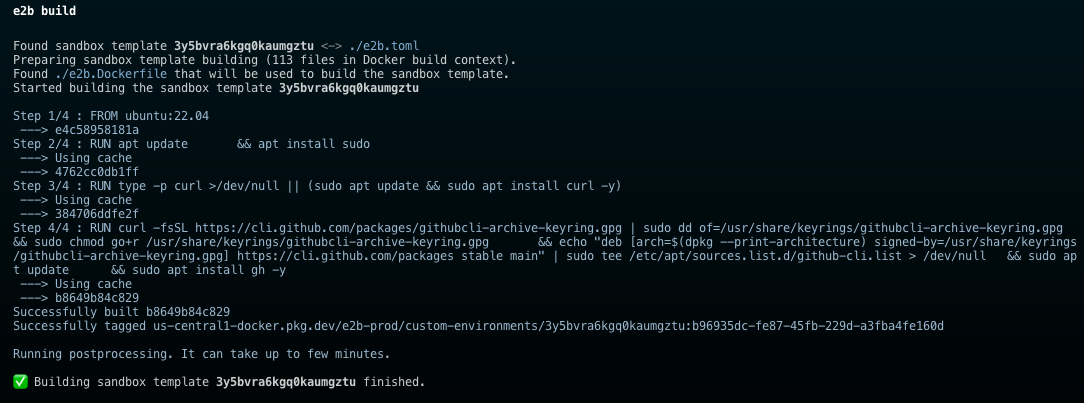 e2b build
Found sandbox template 3y5bvra6kgq0kaumgztu <-> ./e2b.toml
Preparing sandbox template building (113 files in Docker build context).
Found ./e2b.Dockerfile that will be used to build the sandbox template.
Started building the sandbox template 3y5bvra6kgq0kaumgztu
Step 1/4 : FROM ubuntu:22.04
 ---> e4c58958181a
Step 2/4 : RUN apt update       && apt install sudo
 ---> Using cache
 ---> 4762cc0db1ff
Step 3/4 : RUN type -p curl >/dev/null || (sudo apt update && sudo apt install curl -y)
 ---> Using cache
 ---> 384706ddfe2f
Step 4/4 : RUN curl -fsSL https://cli.github.com/packages/githubcli-archive-keyring.gpg | sudo dd of=/usr/share/keyrings/githubcli-archive-keyring.gpg
&& sudo chmod go+r /usr/share/keyrings/githubcli-archive-keyring.gpg       && echo "deb [arch=$(dpkg --print-architecture) signed-by=/usr/share/keyrings
/githubcli-archive-keyring.gpg] https://cli.github.com/packages stable main" | sudo tee /etc/apt/sources.list.d/github-cli.list > /dev/null   && sudo ap
t update      && sudo apt install gh -y
 ---> Using cache
 ---> b8649b84c829
Successfully built b8649b84c829
Successfully tagged us-central1-docker.pkg.dev/e2b-prod/custom-environments/3y5bvra6kgq0kaumgztu:b96935dc-fe87-45fb-229d-a3fba4fe160d
Running postprocessing. It can take up to few minutes.
✅ Building sandbox template 3y5bvra6kgq0kaumgztu finished.